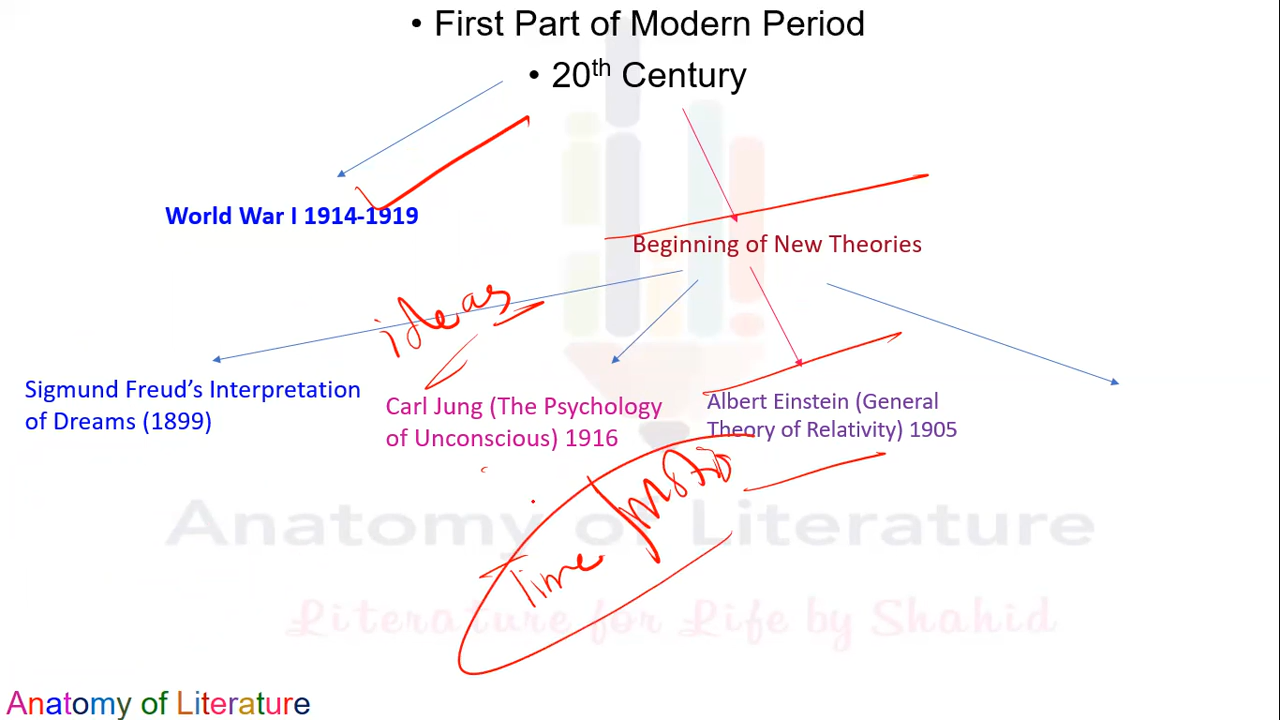 • First Part of Modern Period
• 20th Century
World War I 1914-1919
Beginning of New Theories
ideas
Sigmund Freud’s Interpretation
of Dreams (1899)
Carl Jung (The Psychology
of Unconscious) 1916
Albert Einstein (General
Theory of Relativity) 1905
Time
Anatomy of Literature
Literature for Life by Shahid
Anatomy of Literature